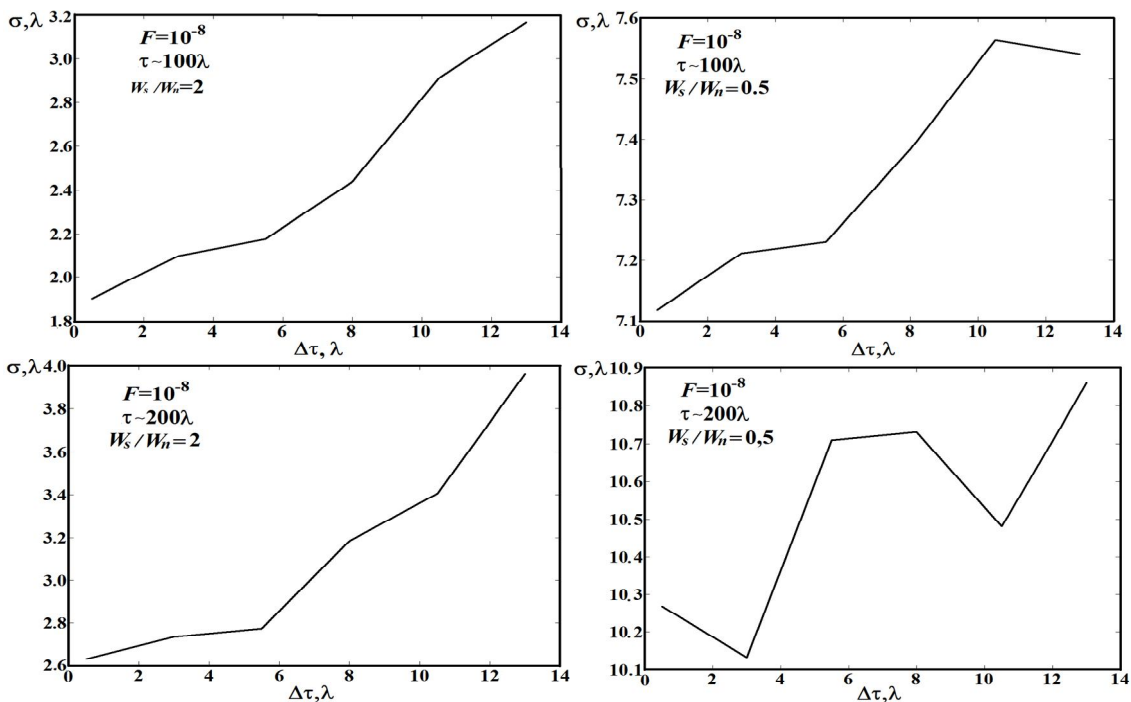 σ,λ
3.2
3.0
2.8
2.6
2.4
2.2
2.0
1.8
F=10⁻⁸
τ~100λ
Wₛ/Wₙ=2
0 2 4 6 8 10 12 14
Δτ, λ
σ,λ
7.6
7.5
7.4
7.3
7.2
7.1
F=10⁻⁸
τ~100λ
Wₛ/Wₙ=0.5
0 2 4 6 8 10 12 14
Δτ,λ
σ,λ
4.0
3.8
3.6
3.4
3.2
3.0
2.8
2.6
F=10⁻⁸
τ~200λ
Wₛ/Wₙ=2
0 2 4 6 8 10 12 14
Δτ,λ
σ,λ
10.9
10.8
10.7
10.6
10.5
10.4
10.3
10.2
10.1
F=10⁻⁸
τ~200λ
Wₛ/Wₙ=0,5
0 2 4 6 8 10 12 14
Δτ,λ